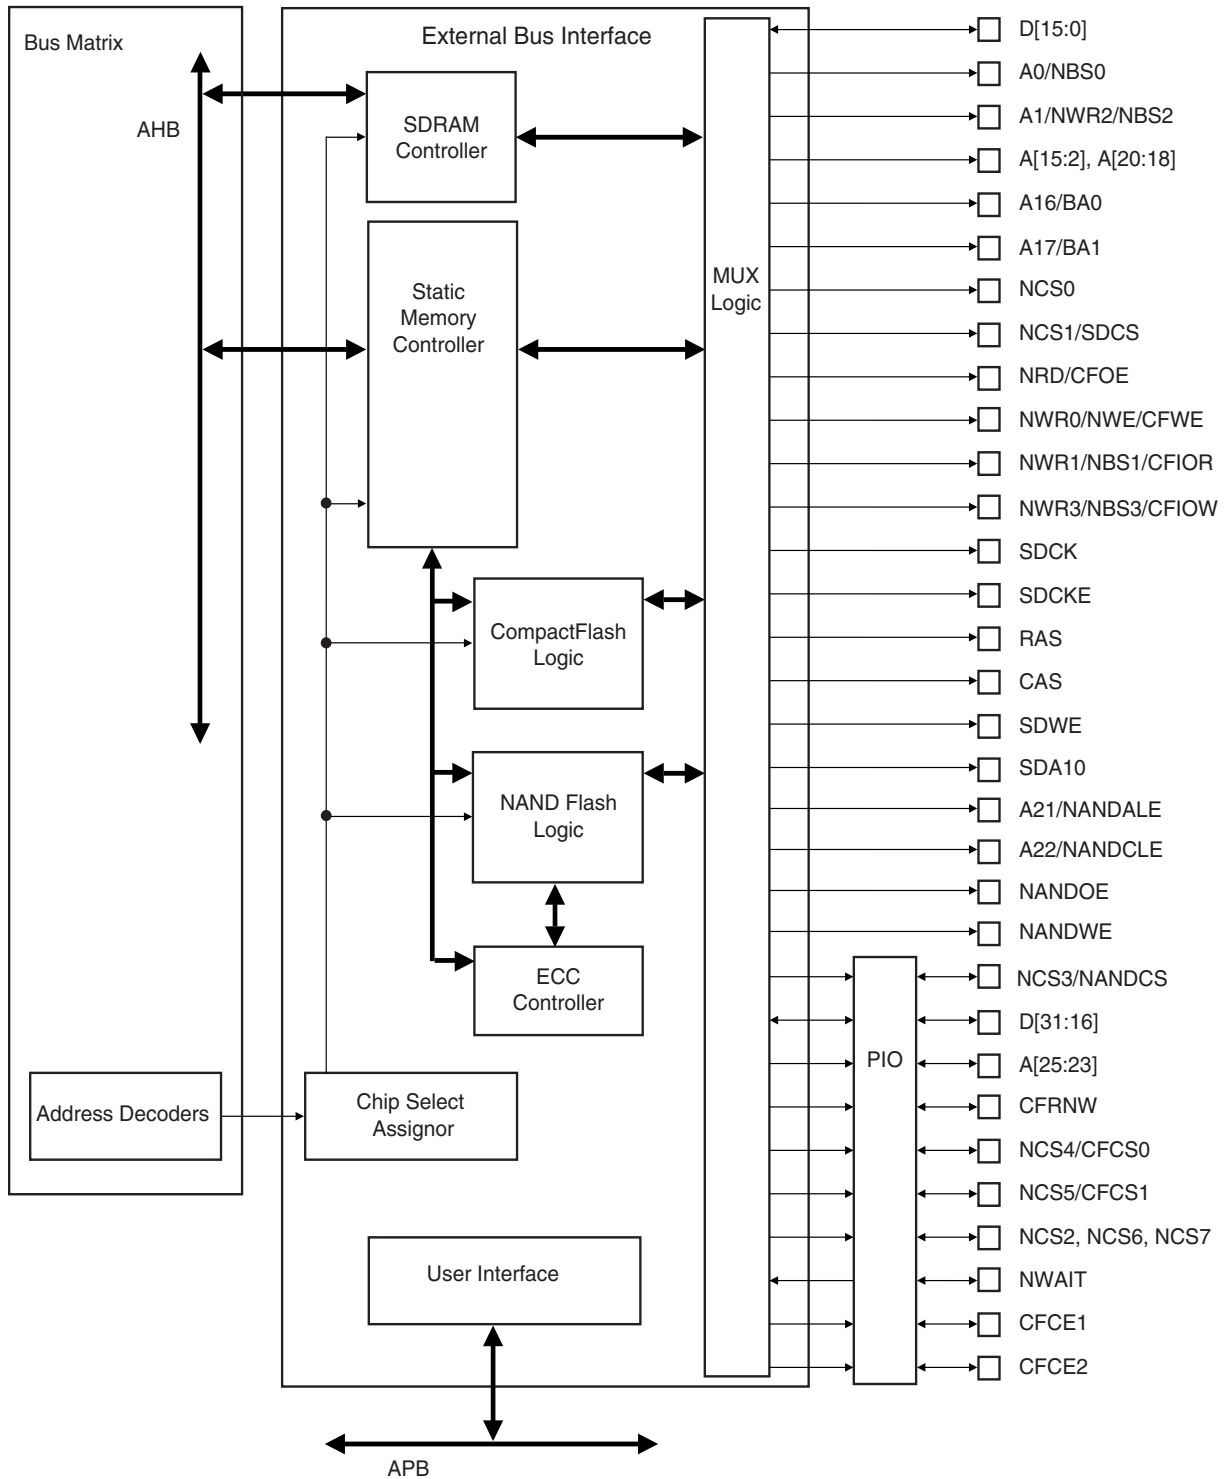 Bus Matrix
AHB
Address Decoders
External Bus Interface
SDRAM
Controller
Static
Memory
Controller
CompactFlash
Logic
NAND Flash
Logic
ECC
Controller
Chip Select
Assignor
User Interface
APB
MUX
Logic
PIO
D[15:0]
A0/NBS0
A1/NWR2/NBS2
A[15:2], A[20:18]
A16/BA0
A17/BA1
NCS0
NCS1/SDCS
NRD/CFOE
NWR0/NWE/CFWE
NWR1/NBS1/CFIOR
NWR3/NBS3/CFIOW
SDCK
SDCKE
RAS
CAS
SDWE
SDA10
A21/NANDALE
A22/NANDCLE
NANDOE
NANDWE
NCS3/NANDCS
D[31:16]
A[25:23]
CFRNW
NCS4/CFCS0
NCS5/CFCS1
NCS2, NCS6, NCS7
NWAIT
CFCE1
CFCE2